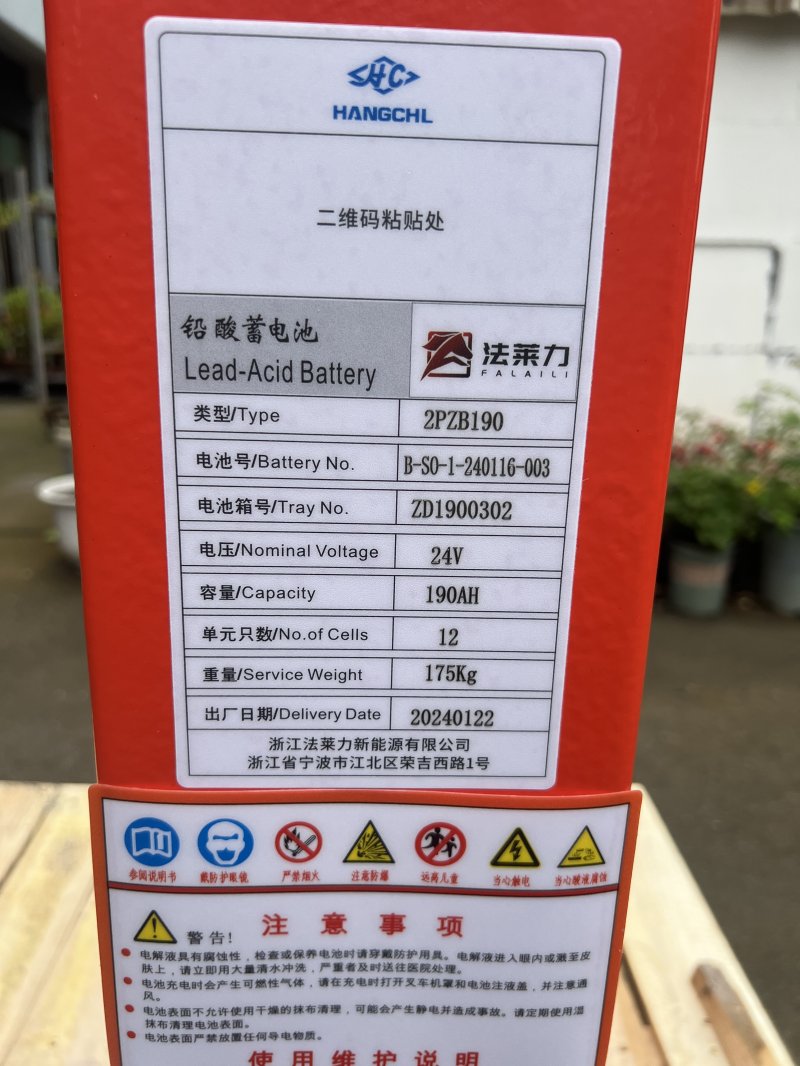 HC
HANGCHL
二维码粘贴处
铅酸蓄电池
Lead-Acid Battery
法莱力
FALAILI
类型/Type 2PZB190
电池号/Battery No. B-SO-1-240116-003
电池箱号/Tray No. ZD1900302
电压/Nominal Voltage 24V
容量/Capacity 190AH
单元只数/No.of Cells 12
重量/Service Weight 175Kg
出厂日期/Delivery Date 20240122
浙江法莱力新能源有限公司
浙江省宁波市江北区荣吉西路1号
参阅说明书 戴防护眼镜 严禁烟火 注意防爆 远离儿童 当心触电 当心酸液腐蚀
警告! 注意事项
电解液具有腐蚀性，检查或保养电池时请穿戴防护用具。电解液进入眼内或溅至皮
肤上，请立即用大量清水冲洗，严重者及时送往医院处理。
电池充电时会产生可燃性气体，请在充电时打开叉车机罩和电池注液盖，并注意通
风。
电池表面不允许使用干燥的抹布清理，可能会产生静电并造成事故。请定期使用湿
抹布清理电池表面。
电池表面严禁放置任何导电物质。
使用维护说明